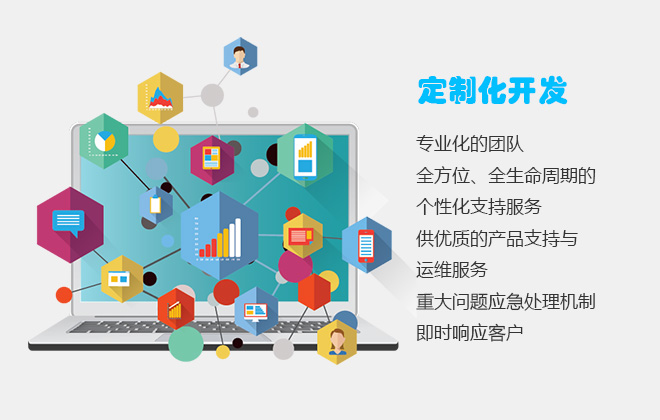 定制化开发
专业化的团队
全方位、全生命周期的
个性化支持服务
供优质的产品支持与
运维服务
重大问题应急处理机制
即时响应客户